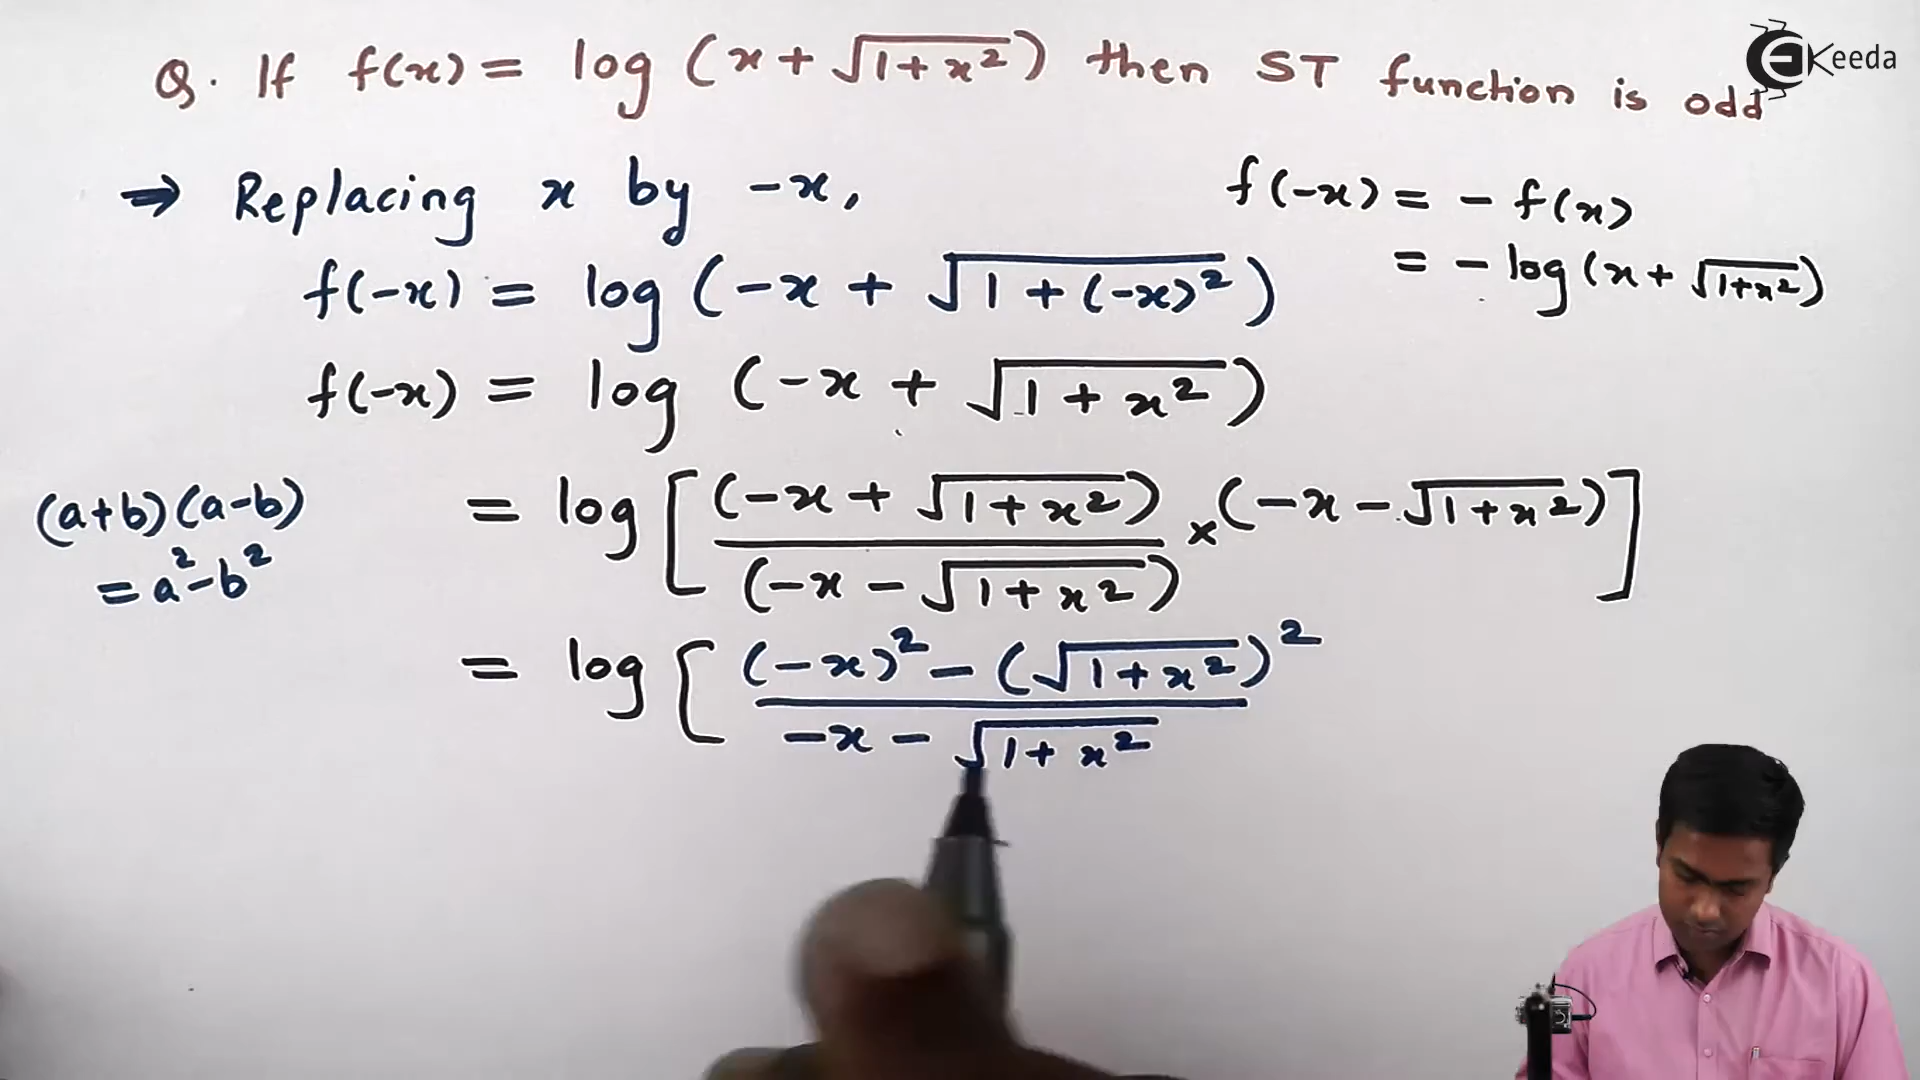 Q. If f(x) = log (x + √1+x²) then ST function is odd
Keeda
⇒ Replacing x by -x,
f(-x) = - f(x)
= - log (x + √1+x²)
f(-x) = log (-x + √1 + (-x)²)
f(-x) = log (-x + √1 + x²)
(a+b)(a-b)
= a² - b²
= log [(-x + √1+x²) / (-x - √1+x²) × (-x - √1+x²)]
= log [(-x)² - (√1+x²)² / -x - √1+x²